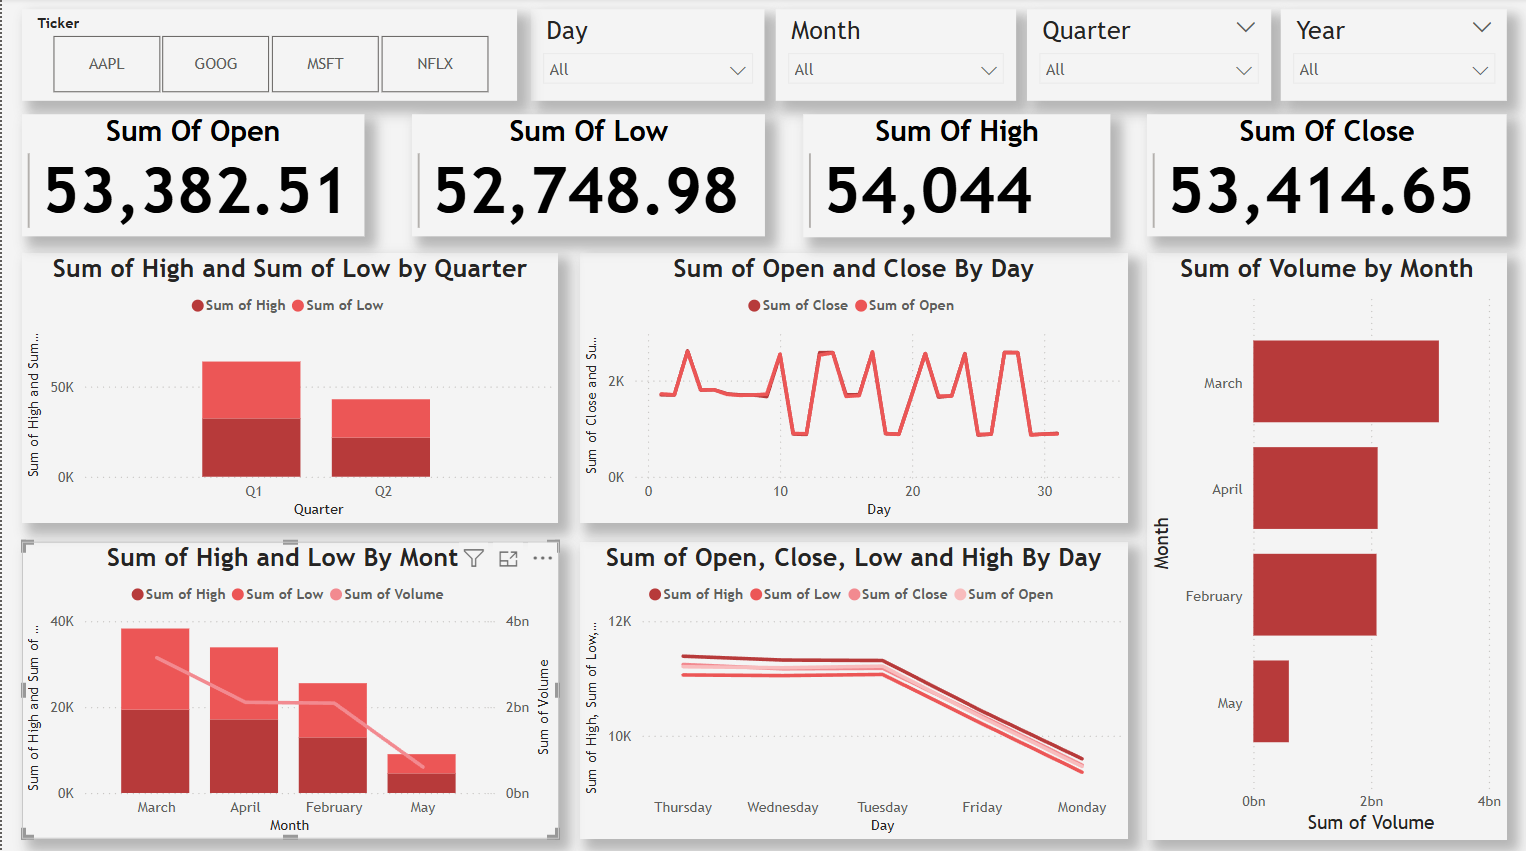 Ticker
AAPL GOOG MSFT NFLX
Day
All
Month
All
Quarter
All
Year
All
Sum Of Open
53,382.51
Sum Of Low
52,748.98
Sum Of High
54,044
Sum Of Close
53,414.65
Sum of High and Sum of Low by Quarter
Sum of High Sum of Low
Sum of High and Sum...
50K
0K
Q1 Q2
Quarter
Sum of Open and Close By Day
Sum of Close Sum of Open
Sum of Close and Su...
2K
0K
0 10 20 30
Day
Sum of Volume by Month
Month
March
April
February
May
0bn 2bn 4bn
Sum of Volume
Sum of High and Low By Mont
Sum of High Sum of Low Sum of Volume
Sum of High and Sum of ...
40K 4bn
20K 2bn
0K 0bn
Sum of Volume
March April February May
Month
Sum of Open, Close, Low and High By Day
Sum of High Sum of Low Sum of Close Sum of Open
Sum of High, Sum of Low,...
12K
10K
Thursday Wednesday Tuesday Friday Monday
Day